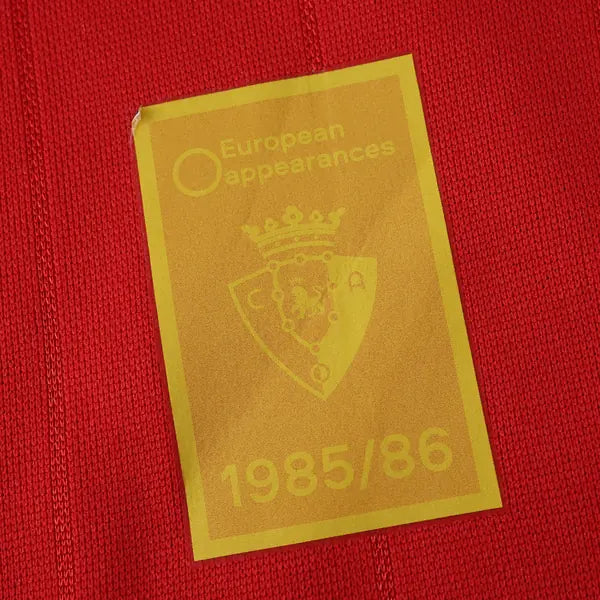 European
appearances
C A
O
1985/86